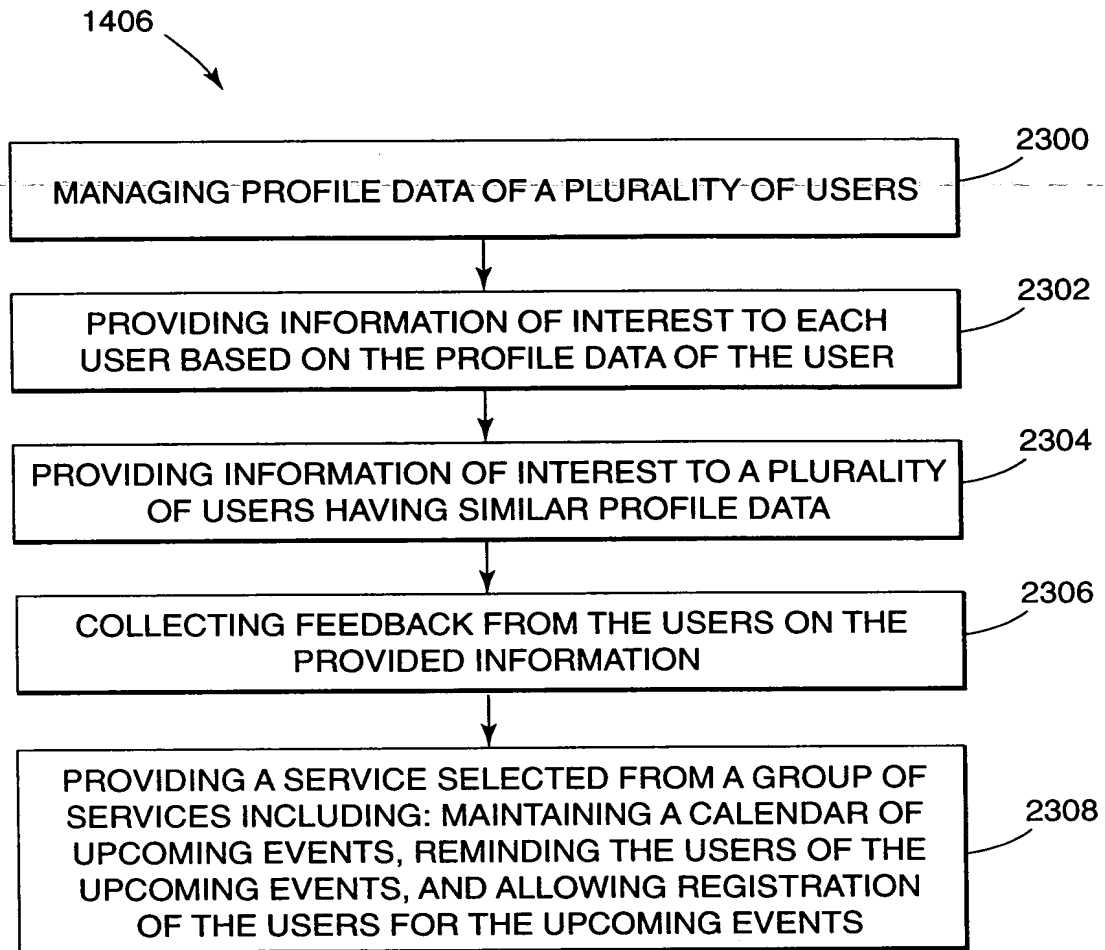 1406
2300
MANAGING PROFILE DATA OF A PLURALITY OF USERS
2302
PROVIDING INFORMATION OF INTEREST TO EACH
USER BASED ON THE PROFILE DATA OF THE USER
2304
PROVIDING INFORMATION OF INTEREST TO A PLURALITY
OF USERS HAVING SIMILAR PROFILE DATA
2306
COLLECTING FEEDBACK FROM THE USERS ON THE
PROVIDED INFORMATION
PROVIDING A SERVICE SELECTED FROM A GROUP OF
SERVICES INCLUDING: MAINTAINING A CALENDAR OF
2308
UPCOMING EVENTS, REMINDING THE USERS OF THE
UPCOMING EVENTS, AND ALLOWING REGISTRATION
OF THE USERS FOR THE UPCOMING EVENTS